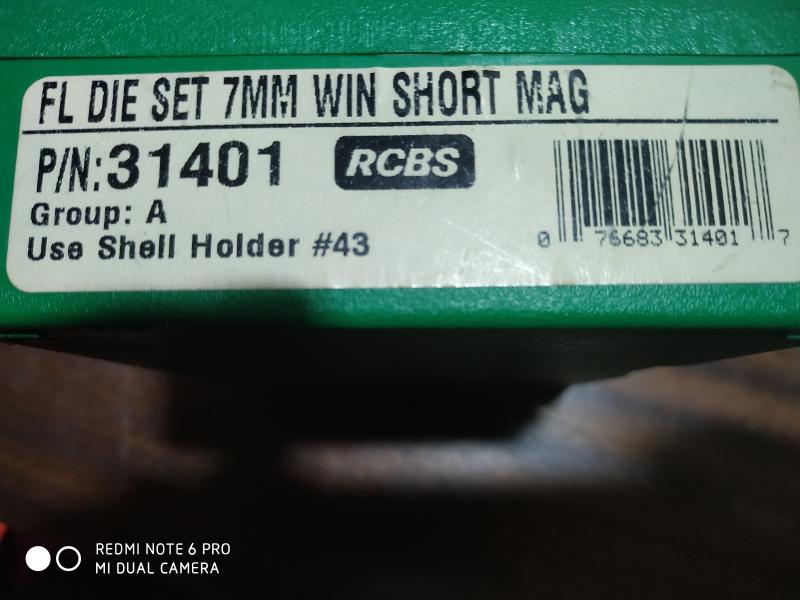 FL DIE SET 7MM WIN SHORT MAG
P/N:31401 RCBS
Group: A
Use Shell Holder #43
0 76683 31401 7
REDMI NOTE 6 PRO
MI DUAL CAMERA